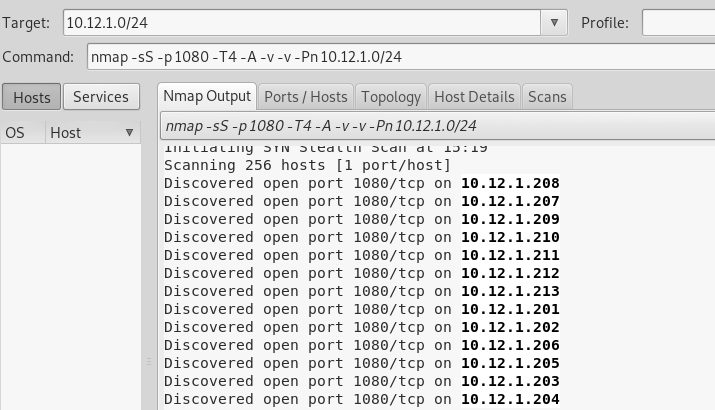 Target: 10.12.1.0/24 Profile:
Command: nmap -sS -p 1080 -T4 -A -v -v -Pn 10.12.1.0/24
Hosts Services Nmap Output Ports / Hosts Topology Host Details Scans
OS Host nmap -sS -p 1080 -T4 -A -v -v -Pn 10.12.1.0/24
Initiating SYN Stealth Scan at 15:19
Scanning 256 hosts [1 port/host]
Discovered open port 1080/tcp on 10.12.1.208
Discovered open port 1080/tcp on 10.12.1.207
Discovered open port 1080/tcp on 10.12.1.209
Discovered open port 1080/tcp on 10.12.1.210
Discovered open port 1080/tcp on 10.12.1.211
Discovered open port 1080/tcp on 10.12.1.212
Discovered open port 1080/tcp on 10.12.1.213
Discovered open port 1080/tcp on 10.12.1.201
Discovered open port 1080/tcp on 10.12.1.202
Discovered open port 1080/tcp on 10.12.1.206
Discovered open port 1080/tcp on 10.12.1.205
Discovered open port 1080/tcp on 10.12.1.203
Discovered open port 1080/tcp on 10.12.1.204